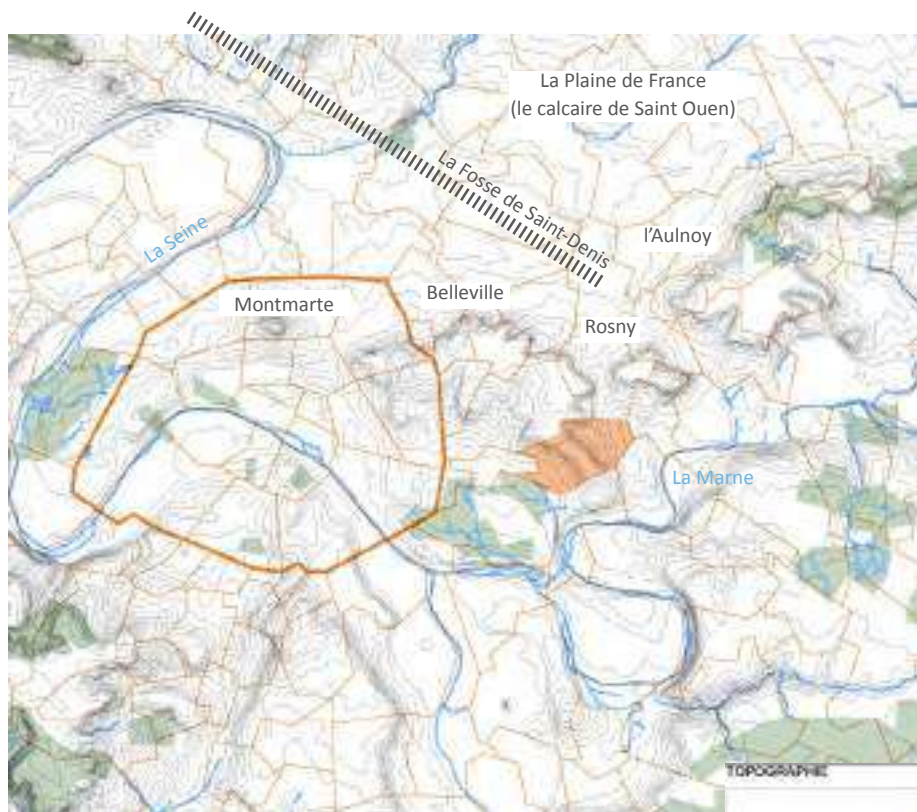 La Plaine de France
(le calcaire de Saint Ouen)
La Fosse de Saint-Denis
La Seine
l'Aulnoy
Montmarte
Belleville
Rosny
La Marne
TOPOGRAPHIE